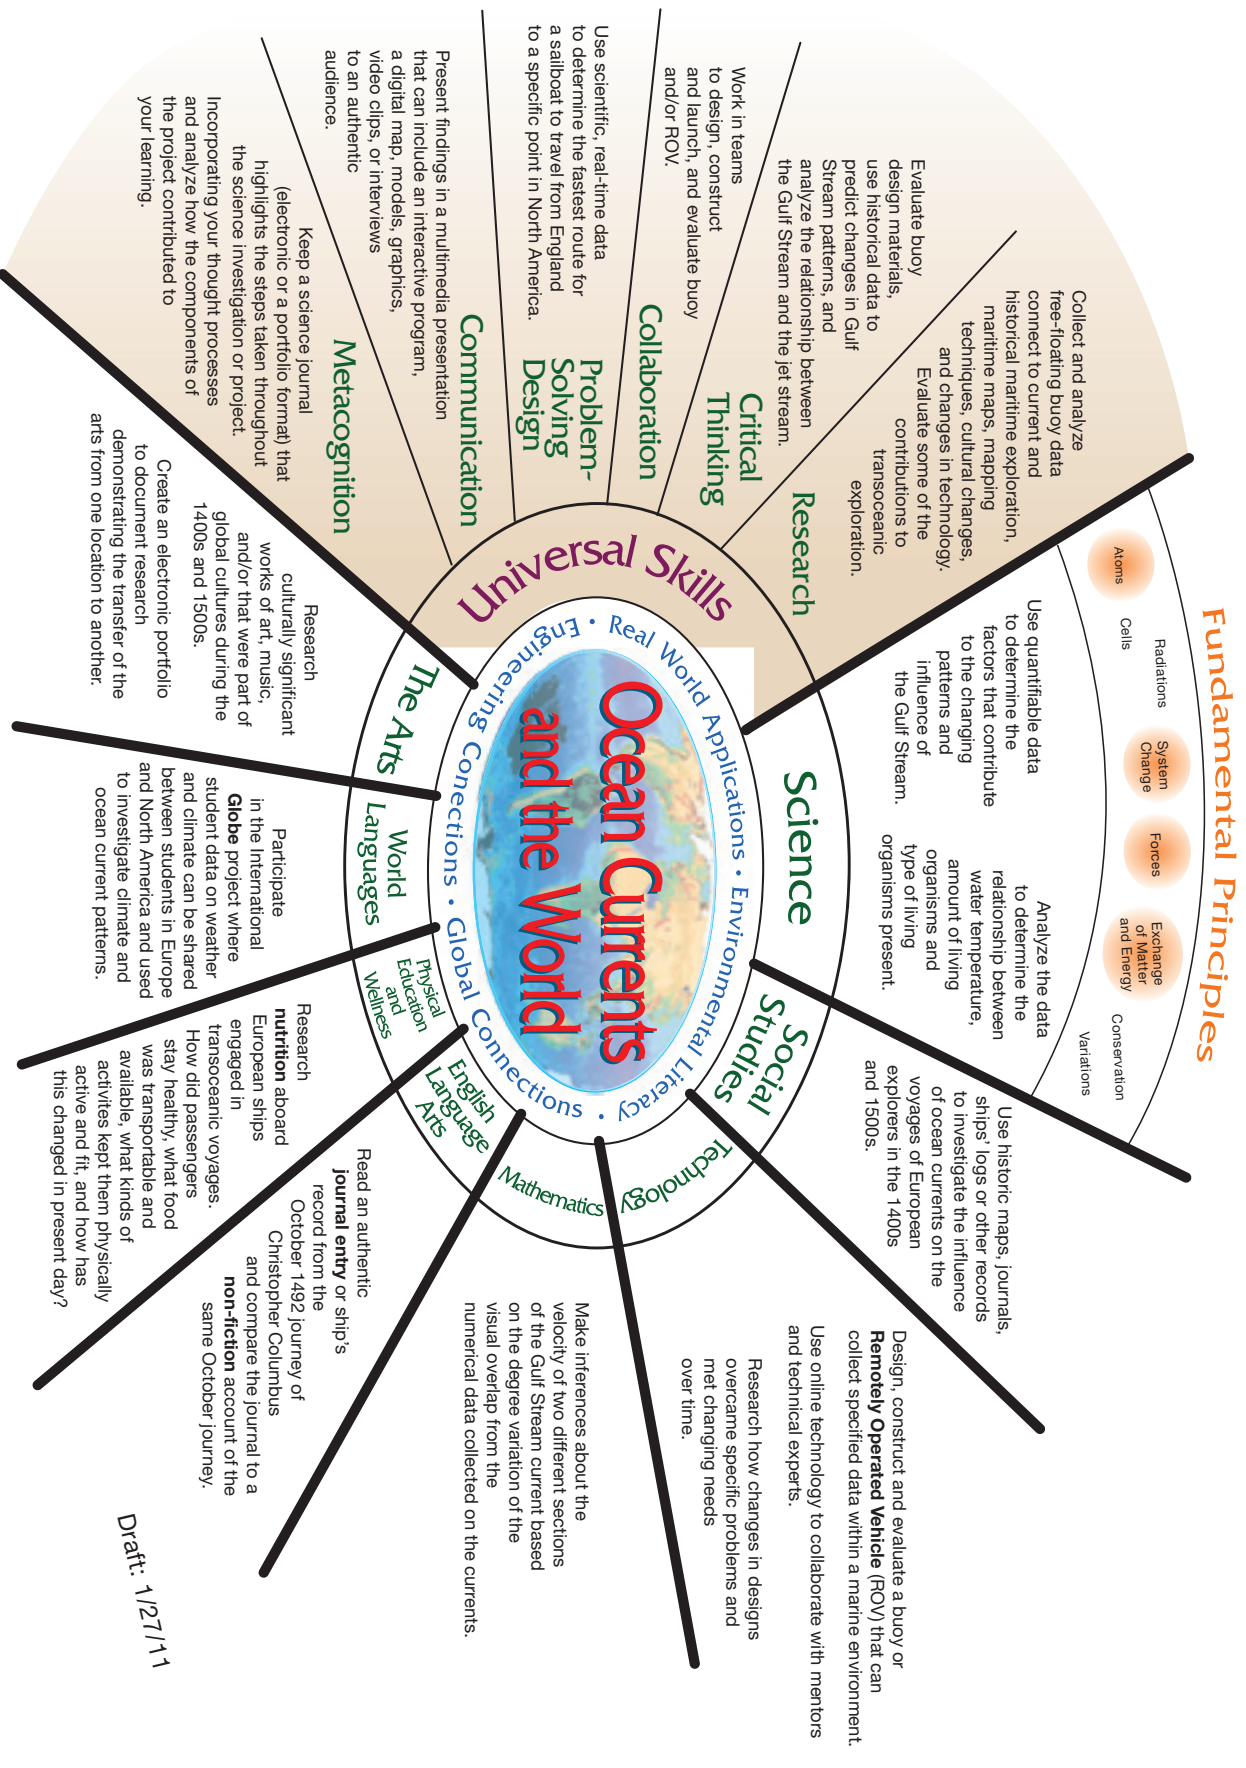 Fundamental Principles
Atoms
Cells
Radiations
System
Change
Forces
Exchange
of Matter
and Energy
Conservation
Variations
Ocean Currents
and the World
Real World Applications • Environmental Literacy • Global Connections • Engineering Conections •
Universal Skills
Research
Collect and analyze
free-floating buoy data
connect to current and
historical maritime exploration,
maritime maps, mapping
techniques, cultural changes,
and changes in technology.
Evaluate some of the
contributions to
transoceanic
exploration.
Critical
Thinking
Evaluate buoy
design materials,
use historical data to
predict changes in Gulf
Stream patterns, and
analyze the relationship between
the Gulf Stream and the jet stream.
Collaboration
Work in teams
to design, construct
and launch, and evaluate buoy
and/or ROV.
Problem-
Solving
Design
Use scientific, real-time data
to determine the fastest route for
a sailboat to travel from England
to a specific point in North America.
Communication
Present findings in a multimedia presentation
that can include an interactive program,
a digital map, models, graphics,
video clips, or interviews
to an authentic
audience.
Metacognition
Keep a science journal
(electronic or a portfolio format) that
highlights the steps taken throughout
the science investigation or project.
Incorporating your thought processes
and analyze how the components of
the project contributed to
your learning.
Science
Use quantifiable data
to determine the
factors that contribute
to the changing
patterns and
influence of
the Gulf Stream.
Analyze the data
to determine the
relationship between
water temperature,
amount of living
organisms and
type of living
organisms present.
Social
Studies
Use historic maps, journals,
ships' logs or other records
to investigate the influence
of ocean currents on the
voyages of European
explorers in the 1400s
and 1500s.
Technology
Design, construct and evaluate a buoy or
Remotely Operated Vehicle (ROV) that can
collect specified data within a marine environment.
Use online technology to collaborate with mentors
and technical experts.
Research how changes in designs
overcame specific problems and
met changing needs
over time.
Mathematics
Make inferences about the
velocity of two different sections
of the Gulf Stream current based
on the degree variation of the
visual overlap from the
numerical data collected on the currents.
English
Language
Arts
Read an authentic
journal entry or ship's
record from the
October 1492 journey of
Christopher Columbus
and compare the journal to a
non-fiction account of the
same October journey.
Physical
Education
and
Wellness
Research
nutrition aboard
European ships
engaged in
transoceanic voyages.
How did passengers
stay healthy, what food
was transportable and
available, what kinds of
activites kept them physically
active and fit, and how has
this changed in present day?
World
Languages
Participate
in the International
Globe project where
student data on weather
and climate can be shared
between students in Europe
and North America and used
to investigate climate and
ocean current patterns.
The Arts
Research
culturally significant
works of art, music,
and/or that were part of
global cultures during the
1400s and 1500s.
Create an electronic portfolio
to document research
demonstrating the transfer of the
arts from one location to another.
Draft: 1/27/11